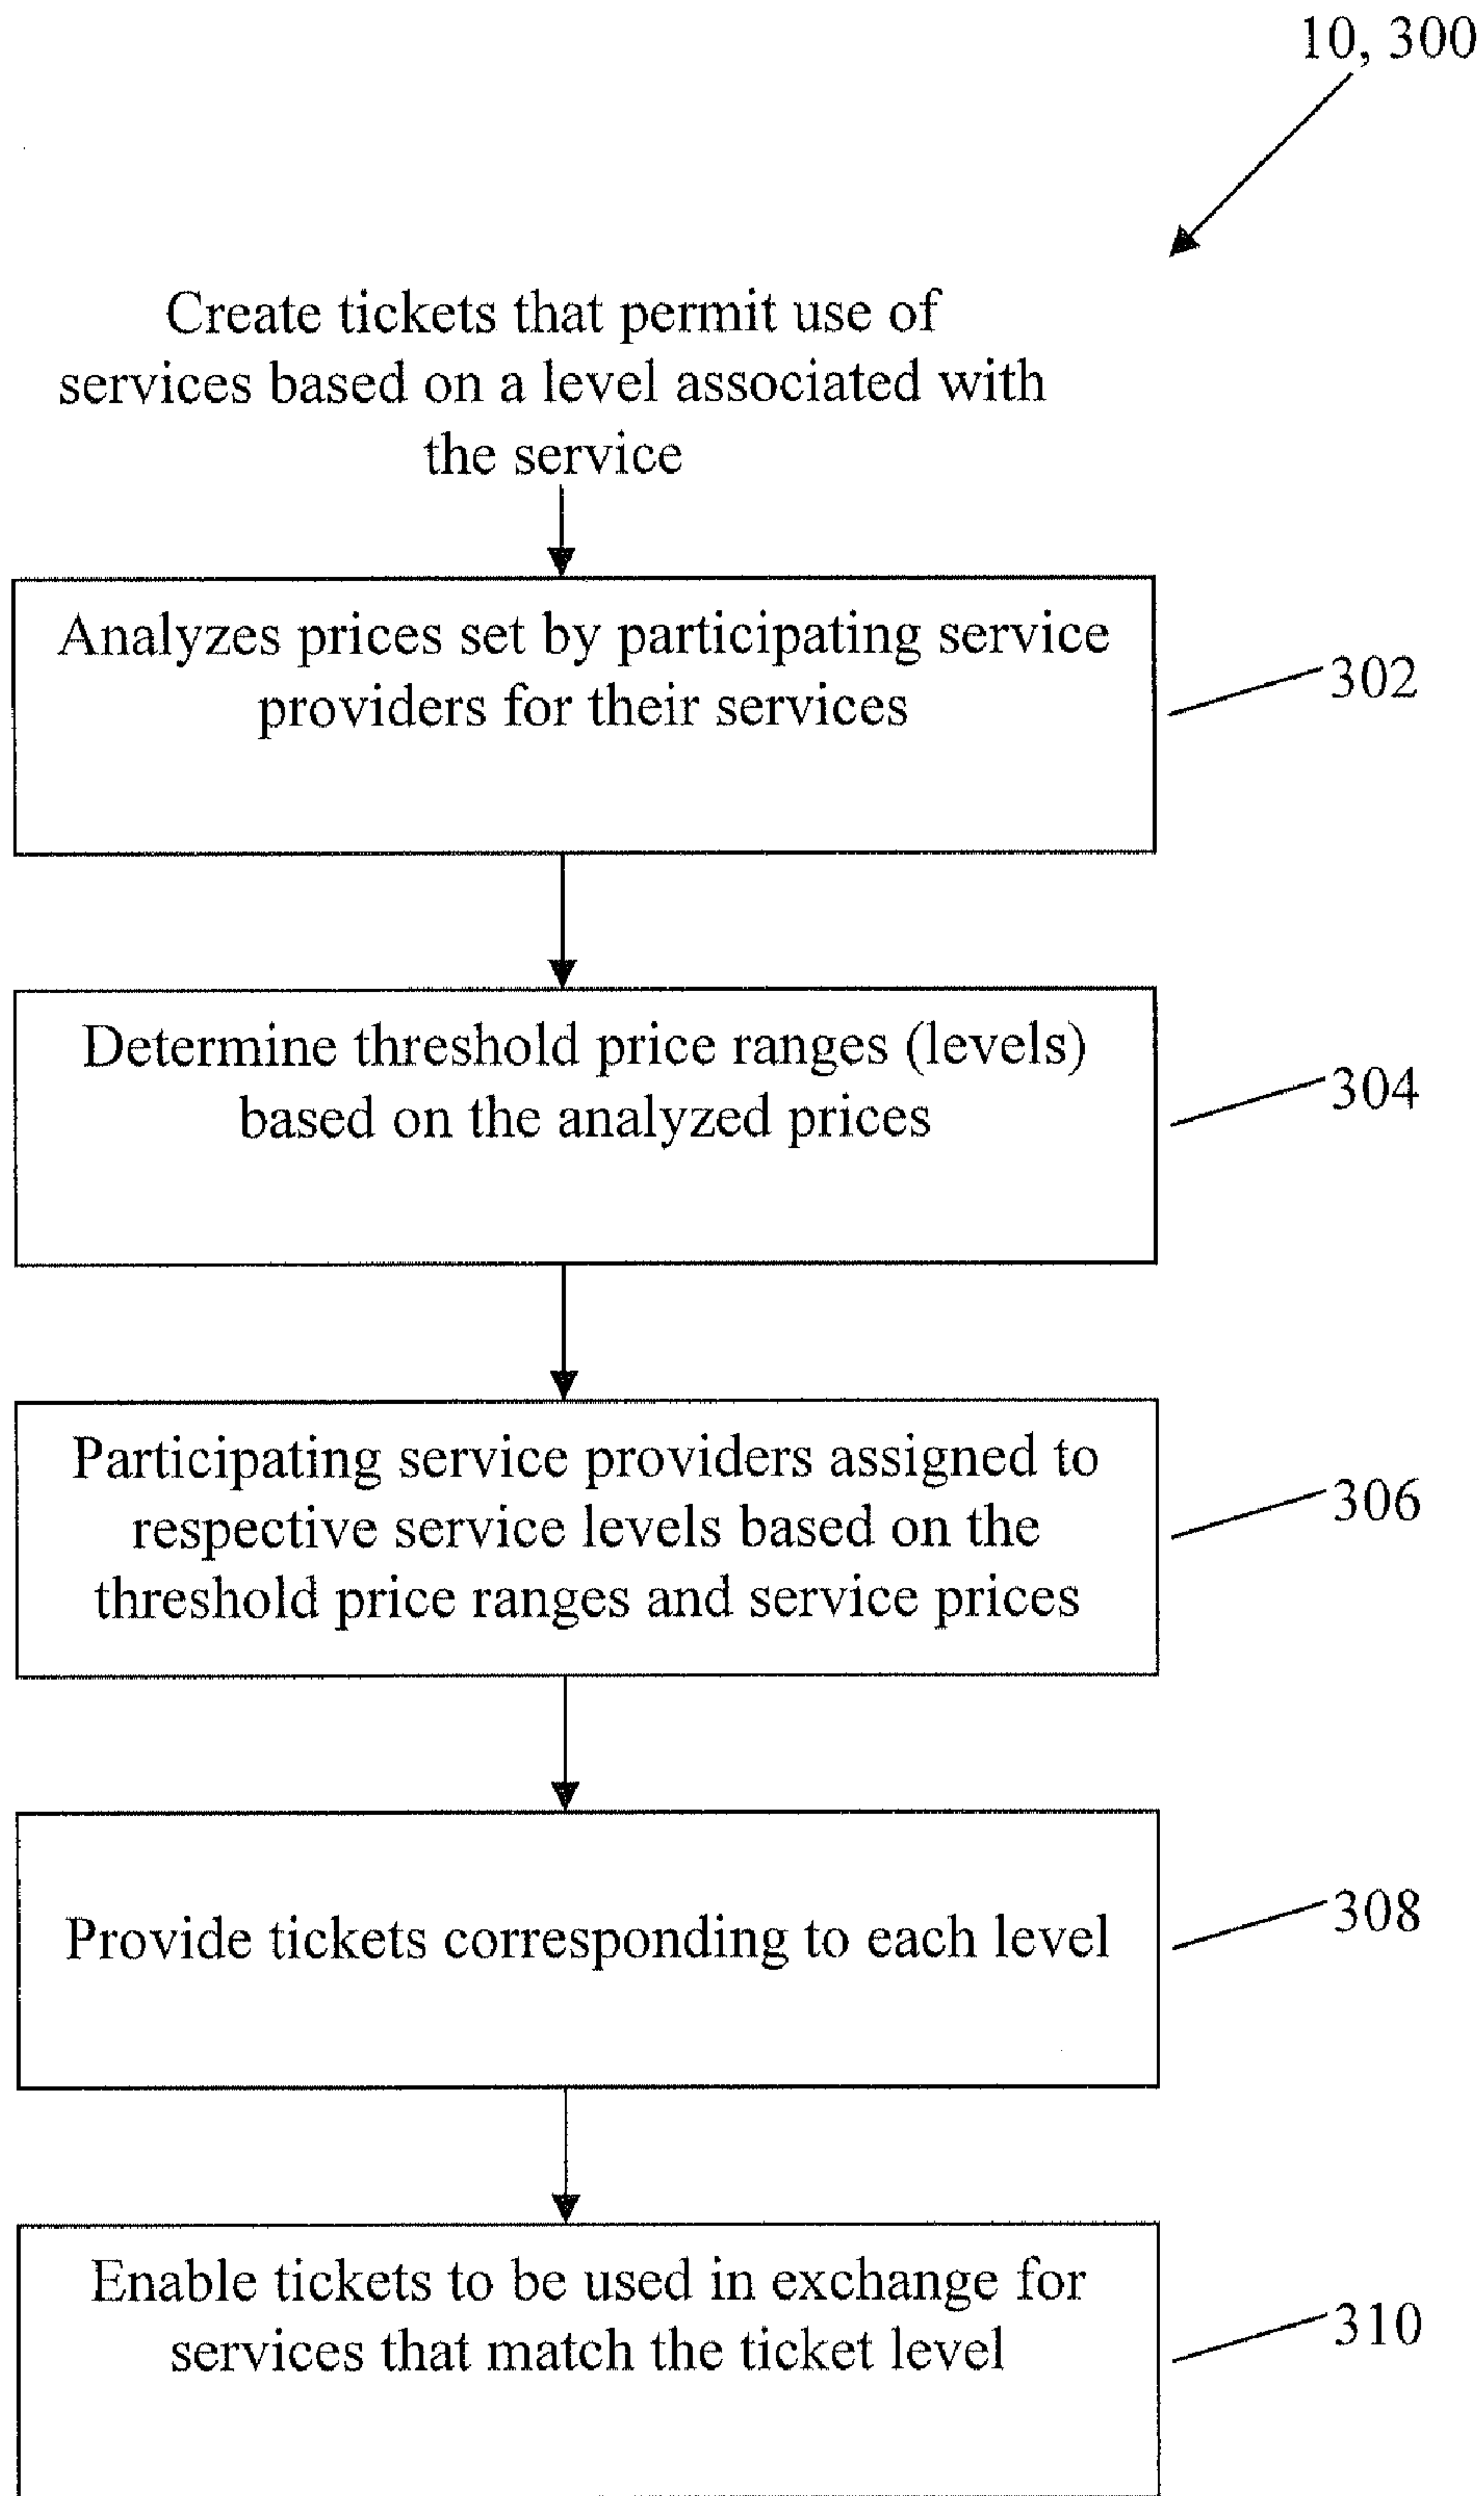 10, 300
Create tickets that permit use of
services based on a level associated with
the service
Analyzes prices set by participating service
providers for their services
302
Determine threshold price ranges (levels)
based on the analyzed prices
304
Participating service providers assigned to
respective service levels based on the
threshold price ranges and service prices
306
Provide tickets corresponding to each level
308
Enable tickets to be used in exchange for
services that match the ticket level
310